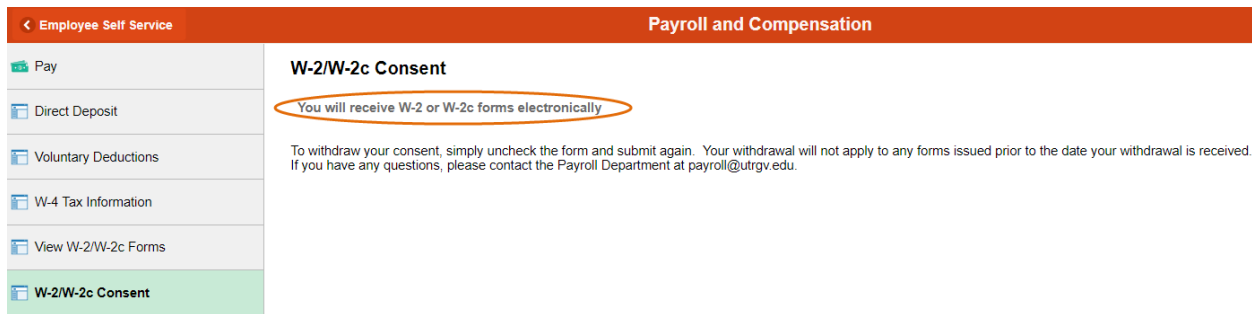 Employee Self Service
Payroll and Compensation
Pay
Direct Deposit
Voluntary Deductions
W-4 Tax Information
View W-2/W-2c Forms
W-2/W-2c Consent
W-2/W-2c Consent
You will receive W-2 or W-2c forms electronically
To withdraw your consent, simply uncheck the form and submit again.  Your withdrawal will not apply to any forms issued prior to the date your withdrawal is received.
If you have any questions, please contact the Payroll Department at payroll@utrgv.edu.